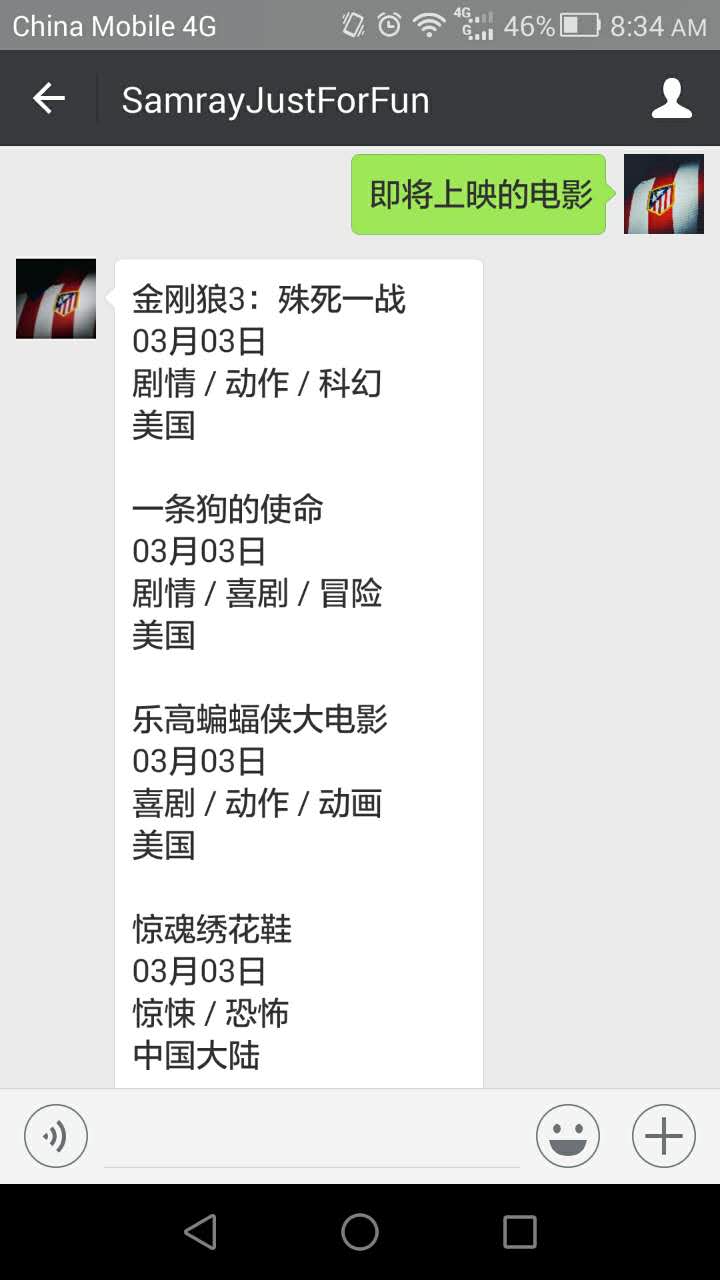 China Mobile 4G 4G G 46% 8:34 AM
SamrayJustForFun
即将上映的电影
金刚狼3：殊死一战
03月03日
剧情 / 动作 / 科幻
美国
一条狗的使命
03月03日
剧情 / 喜剧 / 冒险
美国
乐高蝙蝠侠大电影
03月03日
喜剧 / 动作 / 动画
美国
惊魂绣花鞋
03月03日
惊悚 / 恐怖
中国大陆